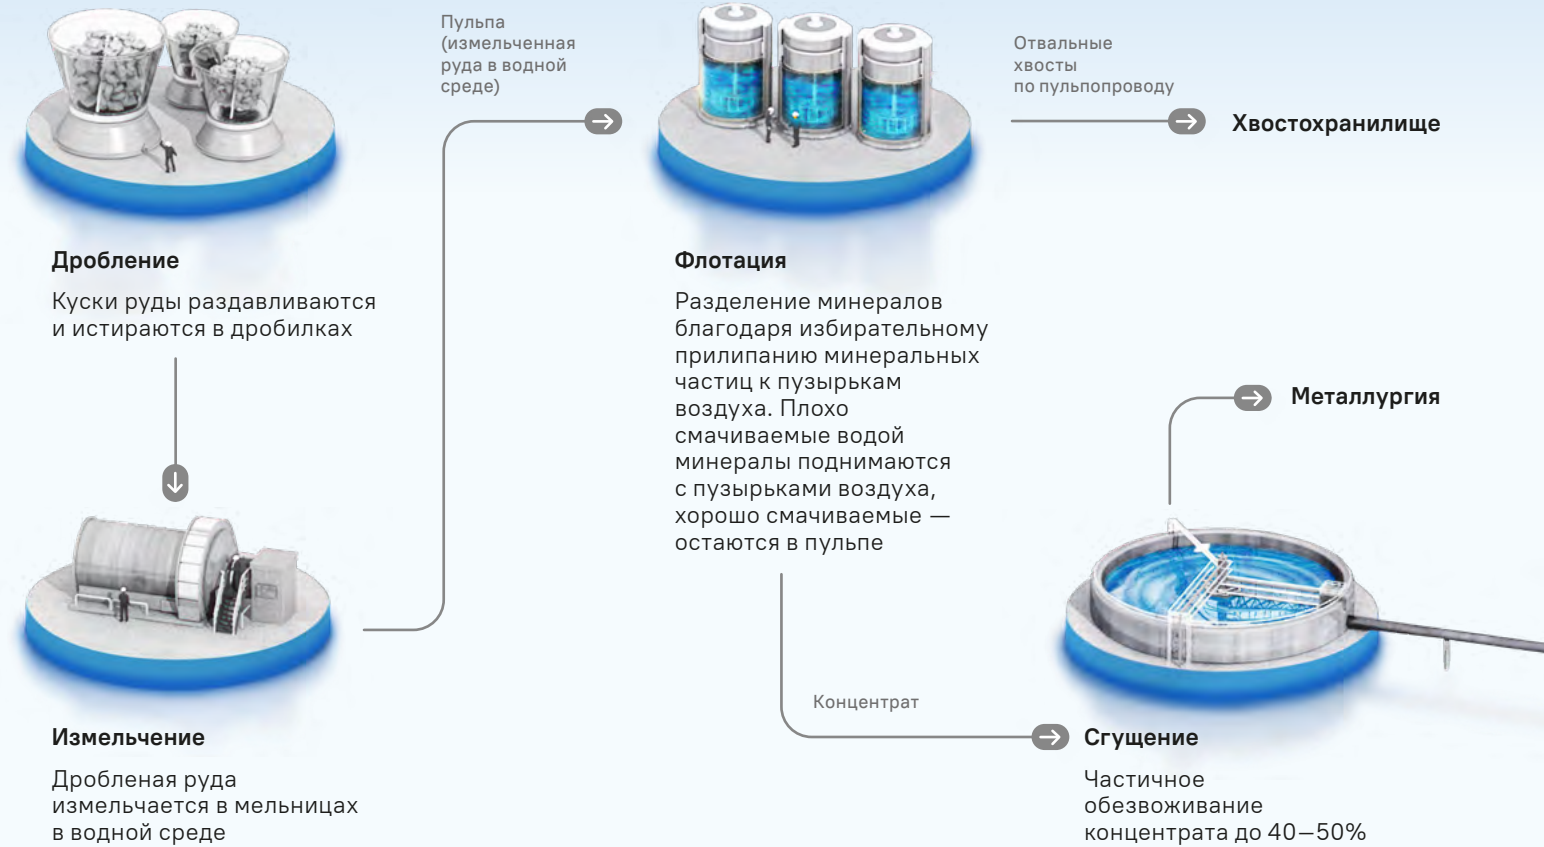 Дробление
Куски руды раздавливаются
и истираются в дробилках
Измельчение
Дробленая руда
измельчается в мельницах
в водной среде
Пульпа
(измельченная
руда в водной
среде)
Флотация
Разделение минералов
благодаря избирательному
прилипанию минеральных
частиц к пузырькам
воздуха. Плохо
смачиваемые водой
минералы поднимаются
с пузырьками воздуха,
хорошо смачиваемые —
остаются в пульпе
Отвальные
хвосты
по пульпопроводу
Хвостохранилище
Концентрат
Сгущение
Частичное
обезвоживание
концентрата до 40—50%
Металлургия